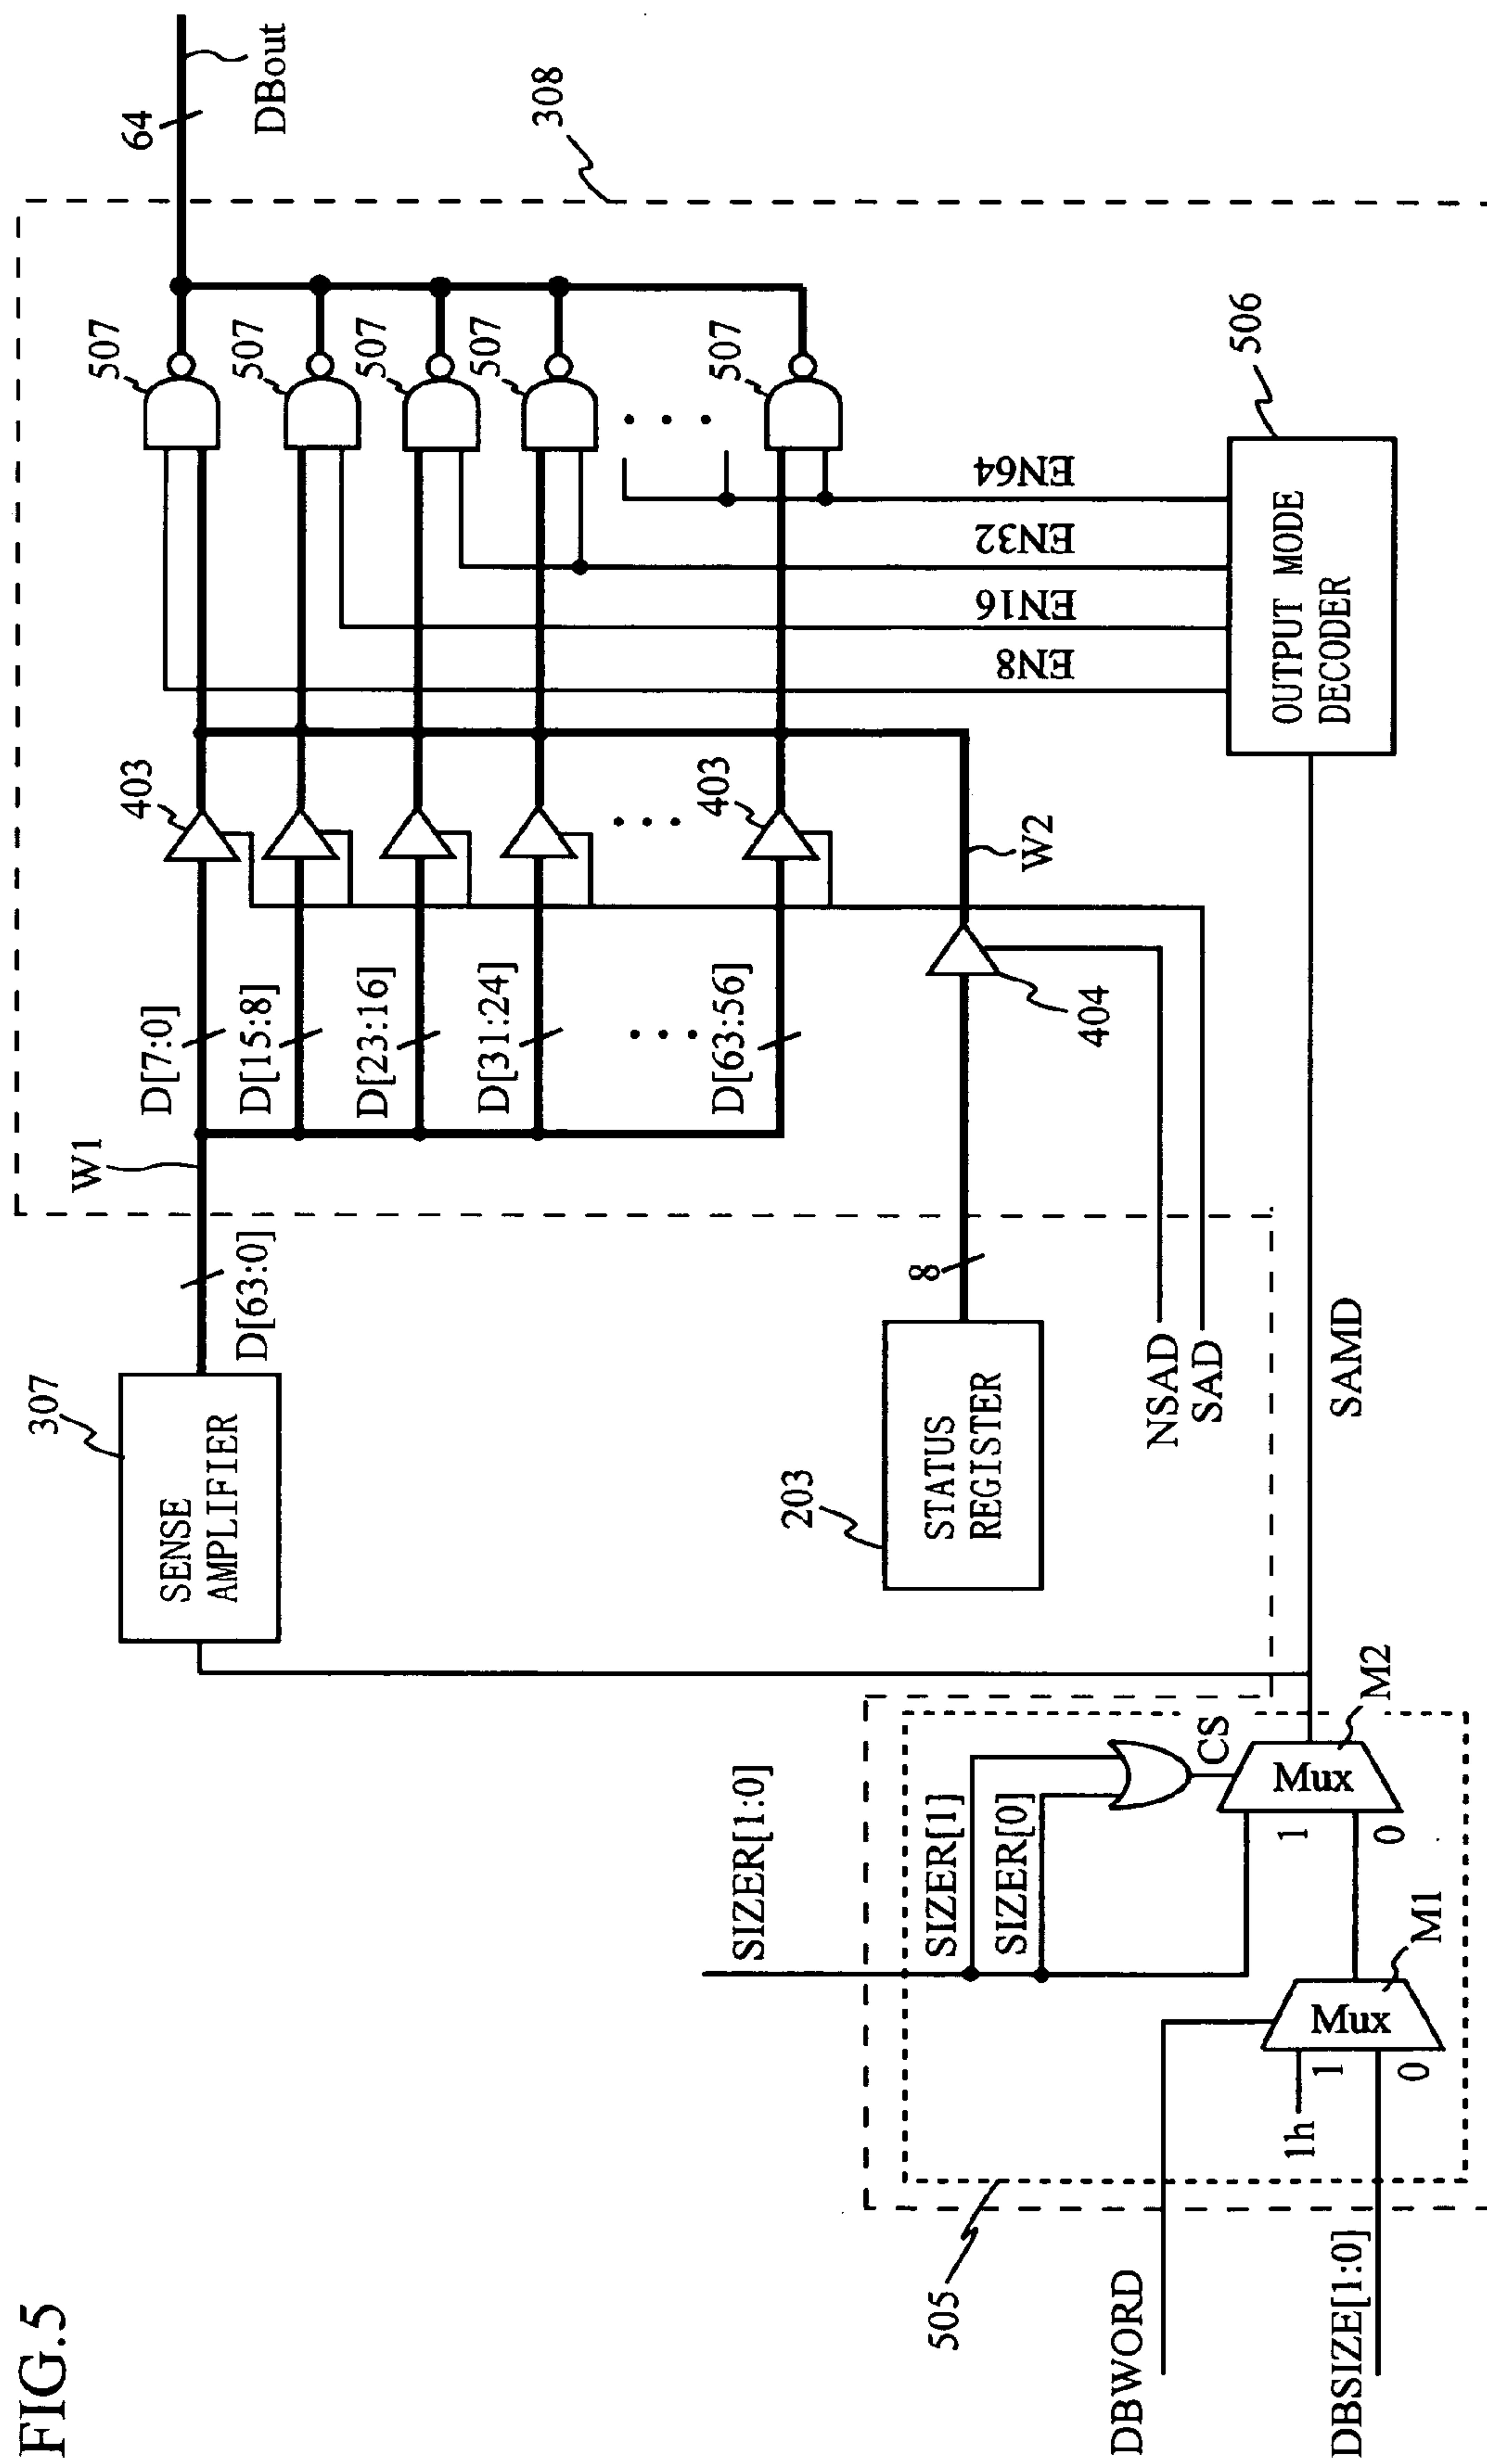 FIG.5
307
SENSE
AMPLIFIER
D[63:0]
W1
D[7:0]
D[15:8]
D[23:16]
D[31:24]
D[63:56]
403
403
507
507
507
507
507
64
DBout
308
203
STATUS
REGISTER
8
404
W2
NSAD
SAD
EN8
EN16
EN32
EN64
506
OUTPUT MODE
DECODER
SAMD
SIZER[1:0]
SIZER[1]
SIZER[0]
CS
Mux
M2
1
0
Mux
M1
1h
1
0
505
DBWORD
DBSIZE[1:0]